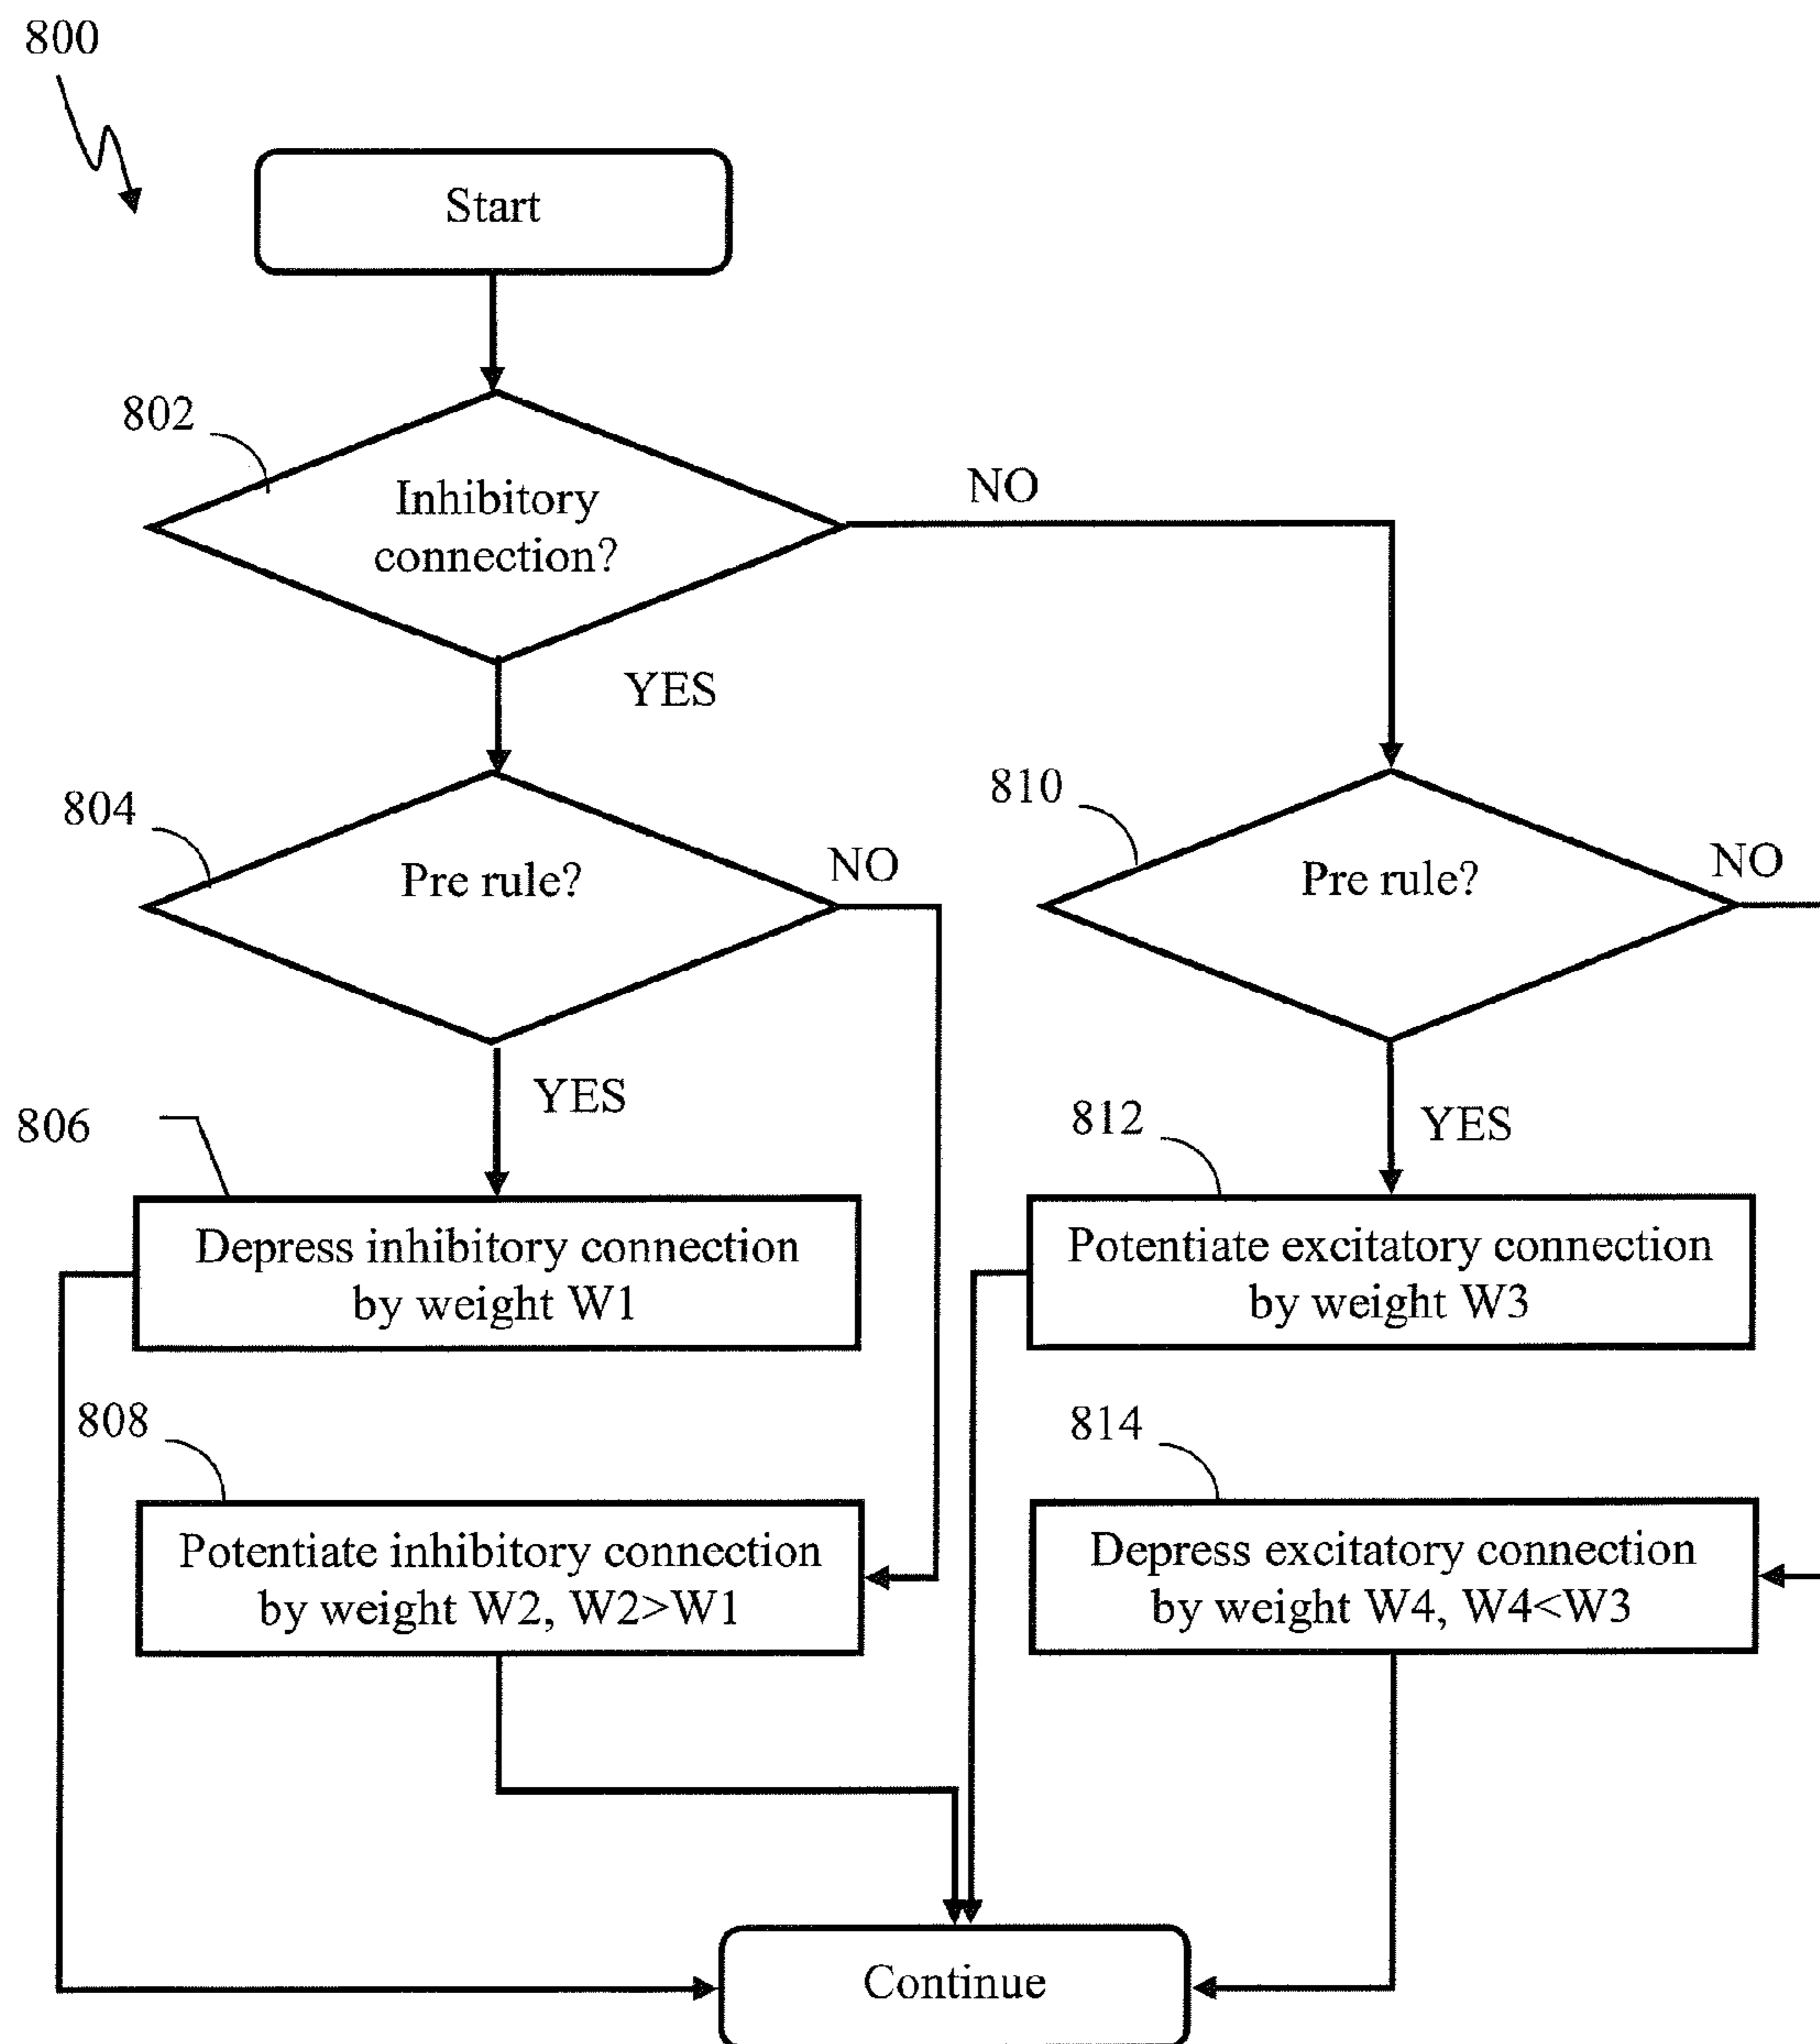 800
Start
802
Inhibitory
connection?
NO
YES
804
Pre rule?
NO
810
Pre rule?
NO
YES
YES
806
Depress inhibitory connection
by weight W1
812
Potentiate excitatory connection
by weight W3
808
Potentiate inhibitory connection
by weight W2, W2>W1
814
Depress excitatory connection
by weight W4, W4<W3
Continue